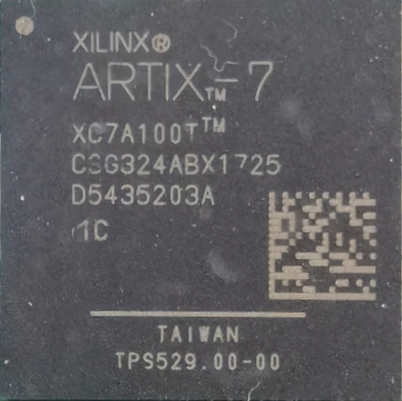 XILINX®
ARTIX™-7
XC7A100T™
CSG324ABX1725
D5435203A
1C
TAIWAN
TPS529.00-00